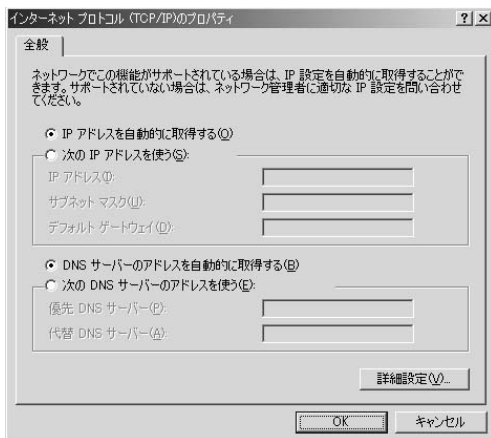 インターネット プロトコル (TCP/IP)のプロパティ
全般
ネットワークでこの機能がサポートされている場合は、IP 設定を自動的に取得することがで
きます。サポートされていない場合は、ネットワーク管理者に適切な IP 設定を問い合わせ
てください。
IP アドレスを自動的に取得する(O)
次の IP アドレスを使う(S):
IP アドレス(I):
サブネット マスク(U):
デフォルト ゲートウェイ(D):
DNS サーバーのアドレスを自動的に取得する(B)
次の DNS サーバーのアドレスを使う(E):
優先 DNS サーバー(P):
代替 DNS サーバー(A):
詳細設定(V)...
OK
キャンセル